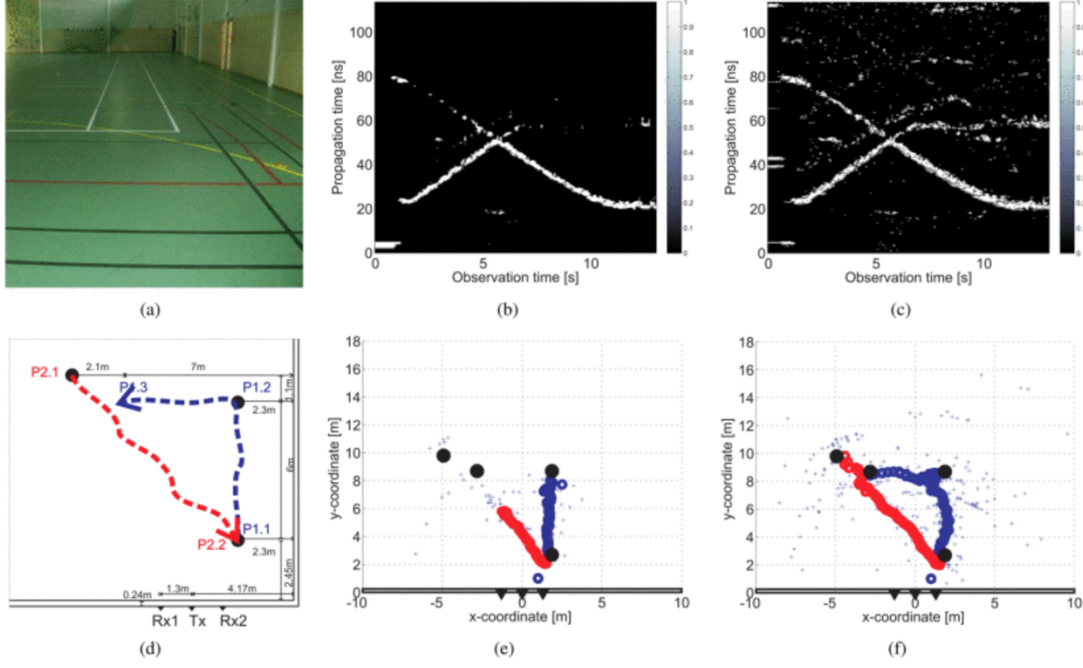 100
80
60
40
20
0
Propagation time [ns]
0
5
10
Observation time [s]
1
0.9
0.8
0.7
0.6
0.5
0.4
0.3
0.2
0.1
0
100
80
60
40
20
0
Propagation time [ns]
0
5
10
Observation time [s]
(a)
(b)
(c)
P2.1
2.1m
7m
P1.2
2.3m
6m
P2.2
P1.1
2.3m
2.45m
0.24m
1.3m
4.17m
Rx1 Tx Rx2
18
16
14
12
10
8
6
4
2
0
y-coordinate [m]
-10
-5
0
5
10
x-coordinate [m]
18
16
14
12
10
8
6
4
2
0
y-coordinate [m]
-10
-5
0
5
10
x-coordinate [m]
(d)
(e)
(f)